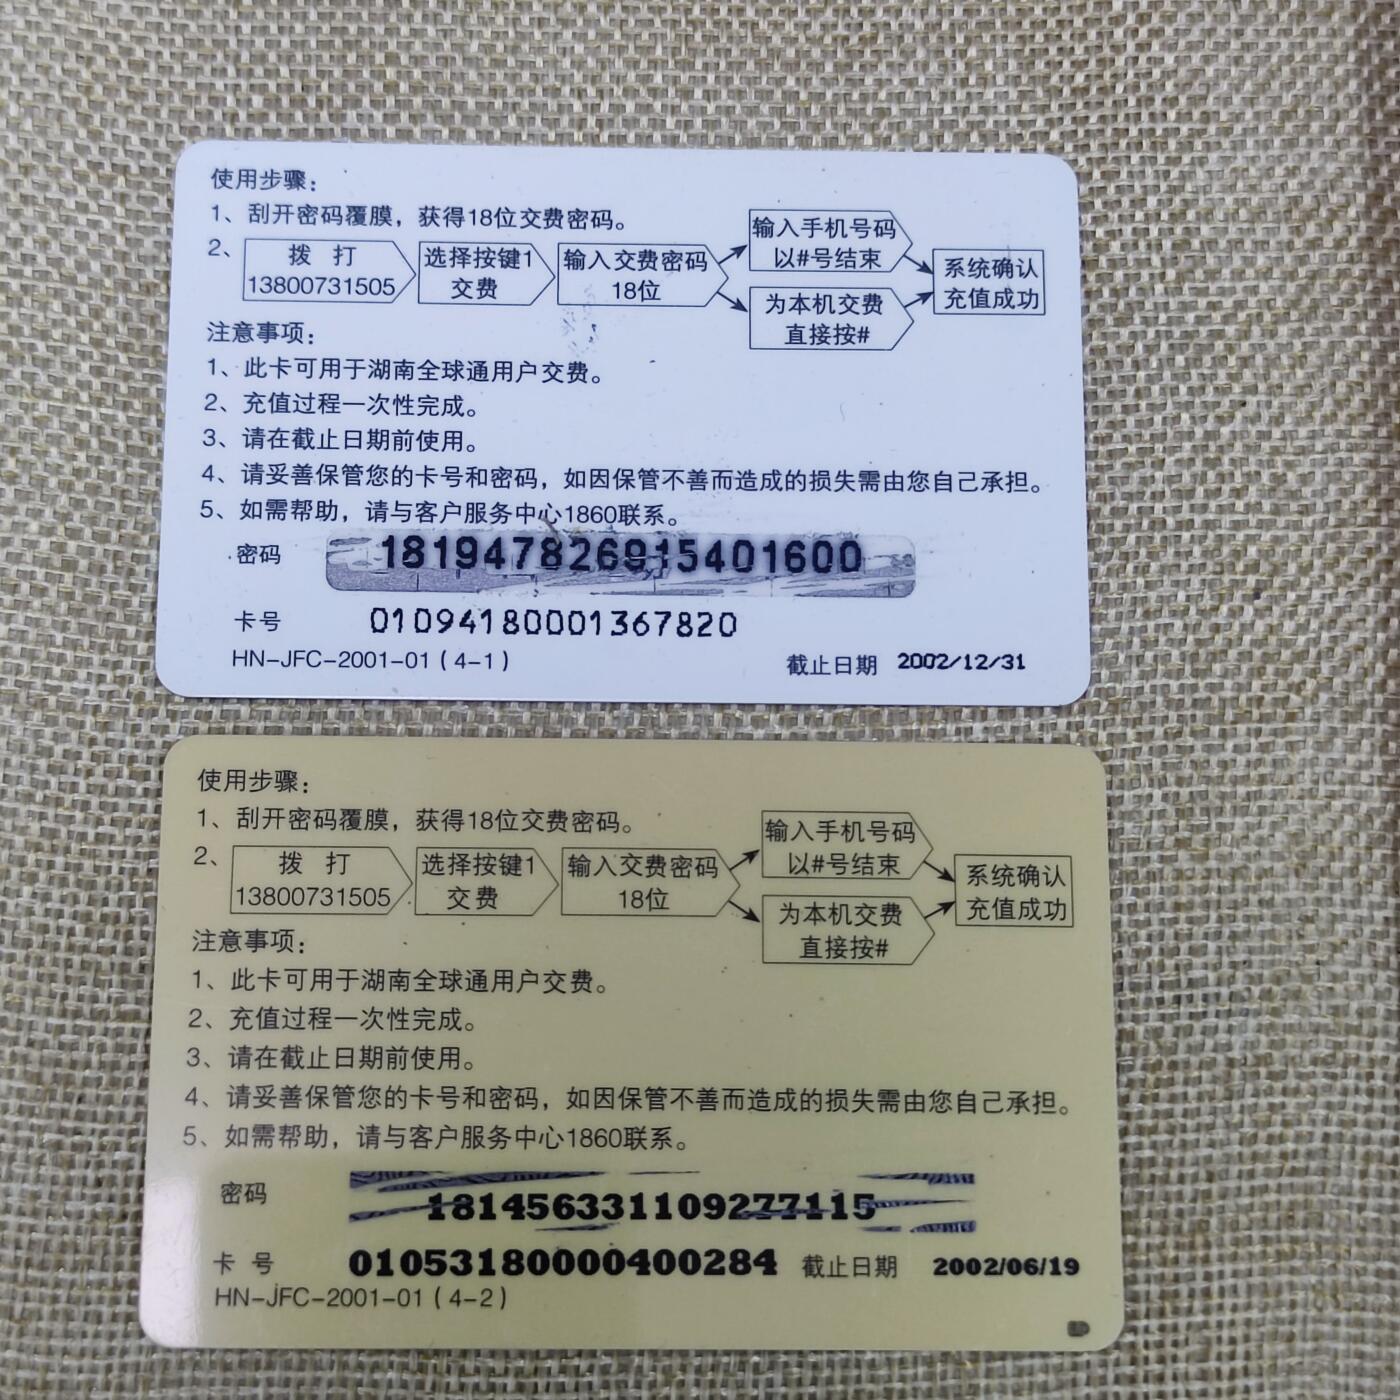 使用步骤：
1、刮开密码覆膜，获得18位交费密码。
2、
拨 打
13800731505
选择按键1
交费
输入交费密码
18位
输入手机号码
以#号结束
为本机交费
直接按#
系统确认
充值成功
注意事项：
1、此卡可用于湖南全球通用户交费。
2、充值过程一次性完成。
3、请在截止日期前使用。
4、请妥善保管您的卡号和密码，如因保管不善而造成的损失需由您自己承担。
5、如需帮助，请与客户服务中心1860联系。
密码 181947826915401600
卡号 01094180001367820
HN-JFC-2001-01（4-1） 截止日期 2002/12/31
使用步骤：
1、刮开密码覆膜，获得18位交费密码。
2、
拨 打
13800731505
选择按键1
交费
输入交费密码
18位
输入手机号码
以#号结束
为本机交费
直接按#
系统确认
充值成功
注意事项：
1、此卡可用于湖南全球通用户交费。
2、充值过程一次性完成。
3、请在截止日期前使用。
4、请妥善保管您的卡号和密码，如因保管不善而造成的损失需由您自己承担。
5、如需帮助，请与客户服务中心1860联系。
密码 181456331109277115
卡号 01053180000400284 截止日期 2002/06/19
HN-JFC-2001-01（4-2）